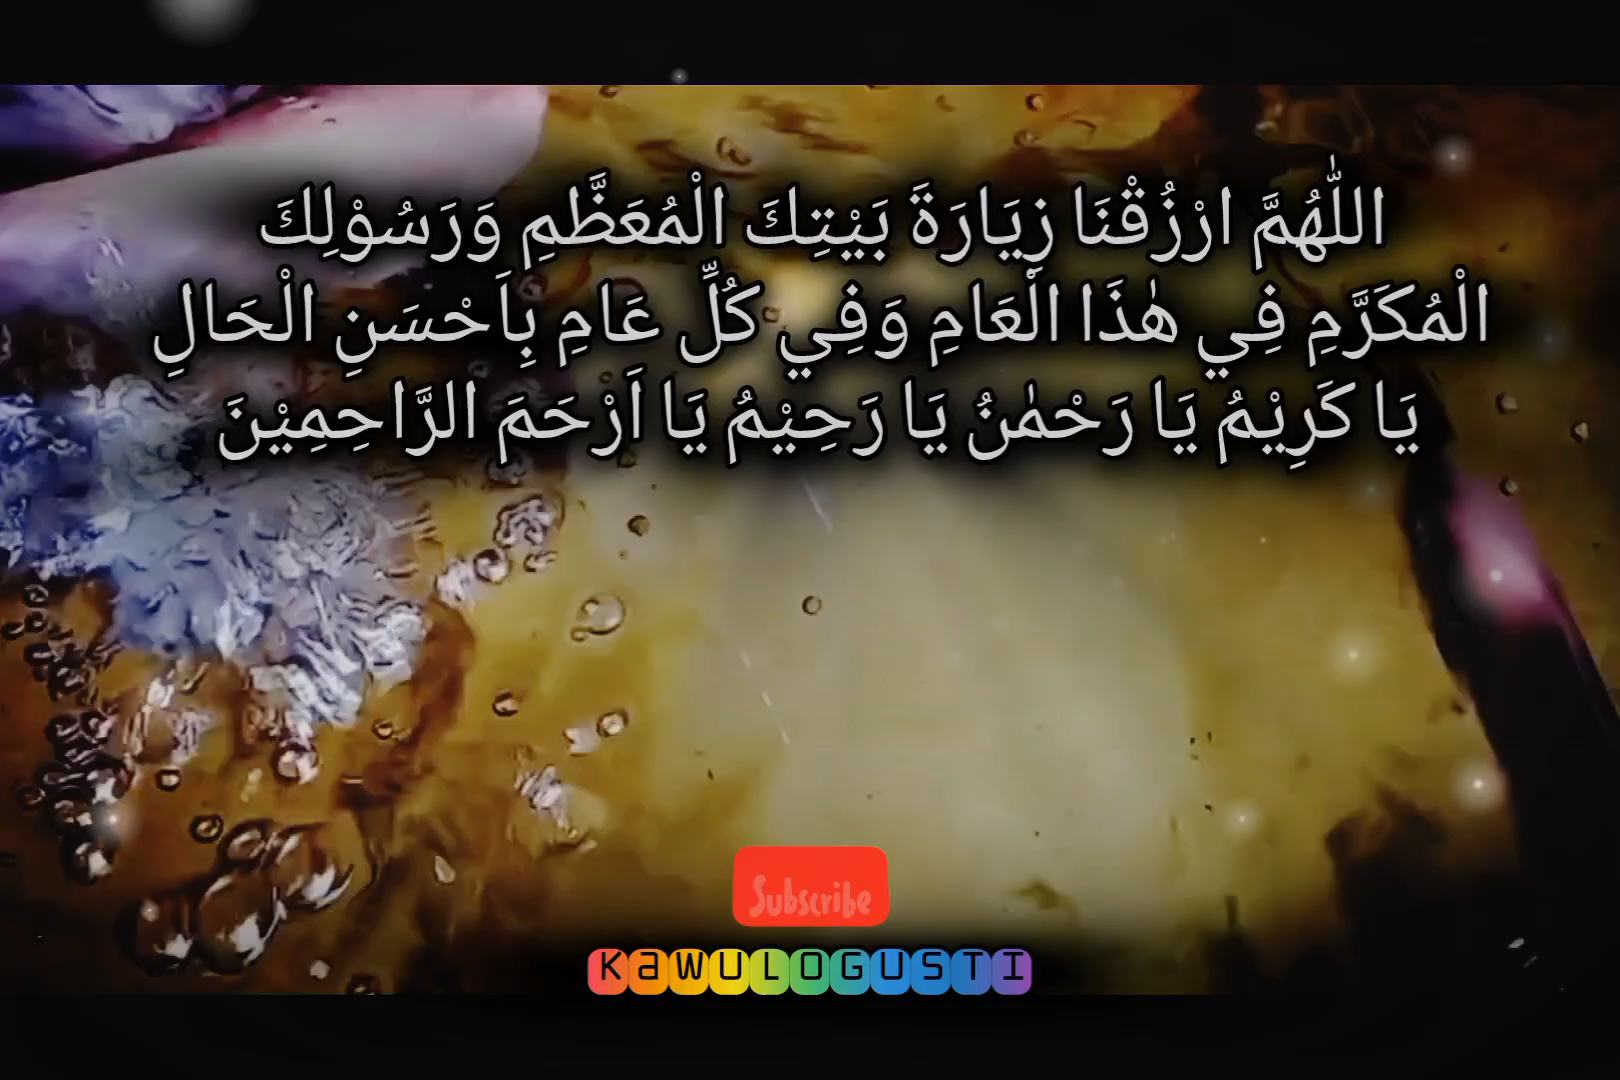 اللّٰهُمَّ ارْزُقْنَا زِيَارَةَ بَيْتِكَ الْمُعَظَّمِ وَرَسُوْلِكَ
الْمُكَرَّمِ فِي هٰذَا الْعَامِ وَفِي كُلِّ عَامِ بِاَحْسَنِ الْحَالِ
يَا كَرِيْمُ يَا رَحْمٰنُ يَا رَحِيْمُ يَا اَرْحَمَ الرَّاحِمِيْنَ
Subscribe
KaWULOGUSTI